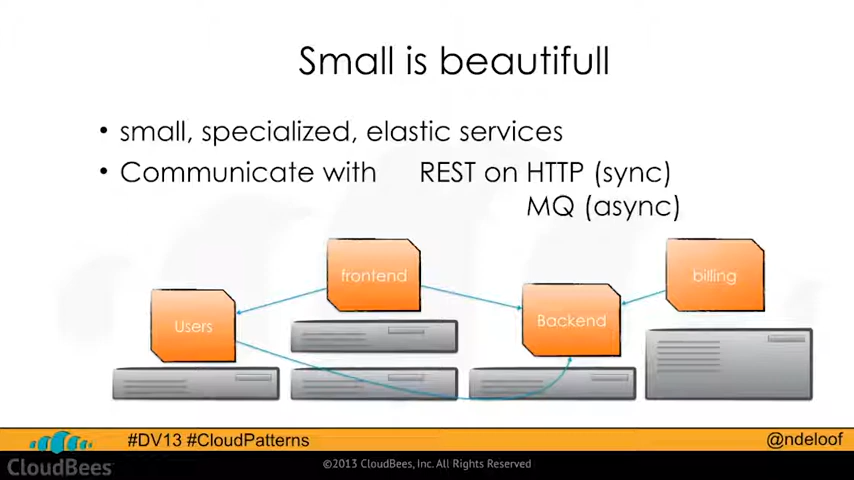 Small is beautifull
• small, specialized, elastic services
• Communicate with REST on HTTP (sync)
MQ (async)
frontend
billing
Users
Backend
#DV13 #CloudPatterns
@ndeloof
CloudBees
©2013 CloudBees, Inc. All Rights Reserved